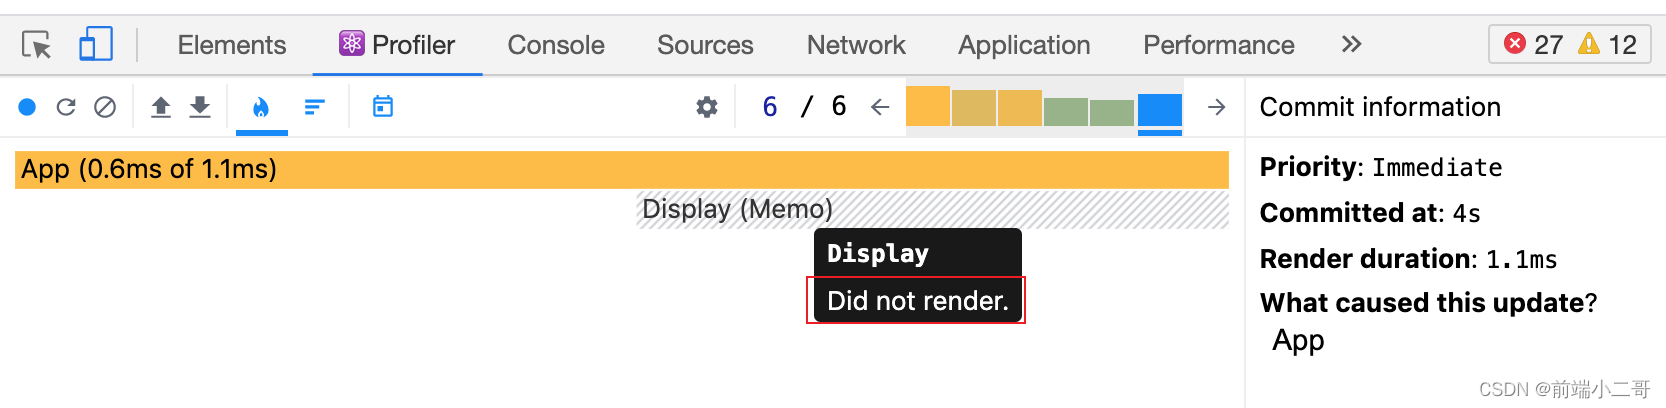 Elements Profiler Console Sources Network Application Performance 27 12
6 / 6
Commit information
App (0.6ms of 1.1ms)
Display (Memo)
Display
Did not render.
Priority: Immediate
Committed at: 4s
Render duration: 1.1ms
What caused this update?
App
CSDN @前端小二哥